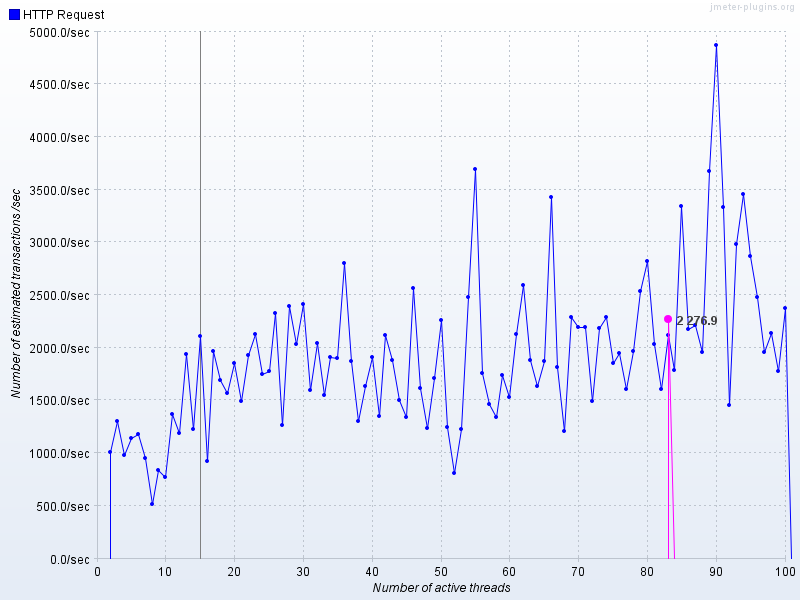 jmeter-plugins.org
HTTP Request
5000.0/sec
4500.0/sec
4000.0/sec
3500.0/sec
3000.0/sec
2500.0/sec
2000.0/sec
1500.0/sec
1000.0/sec
500.0/sec
0.0/sec
Number of estimated transactions /sec
2 276.9
0 10 20 30 40 50 60 70 80 90 100
Number of active threads